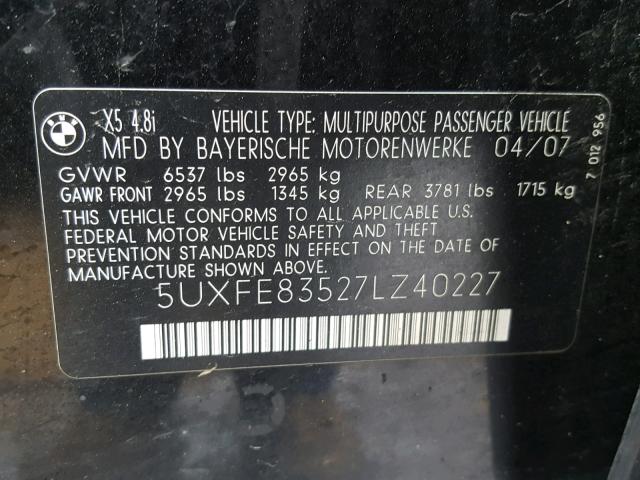 BMW X5 4.8i VEHICLE TYPE: MULTIPURPOSE PASSENGER VEHICLE
MFD BY BAYERISCHE MOTORENWERKE 04/07
GVWR 6537 lbs 2965 kg
GAWR FRONT 2965 lbs 1345 kg REAR 3781 lbs 1715 kg
THIS VEHICLE CONFORMS TO ALL APPLICABLE U.S.
FEDERAL MOTOR VEHICLE SAFETY AND THEFT
PREVENTION STANDARDS IN EFFECT ON THE DATE OF
MANUFACTURE SHOWN ABOVE.
5UXFE83527LZ40227
7 012 956